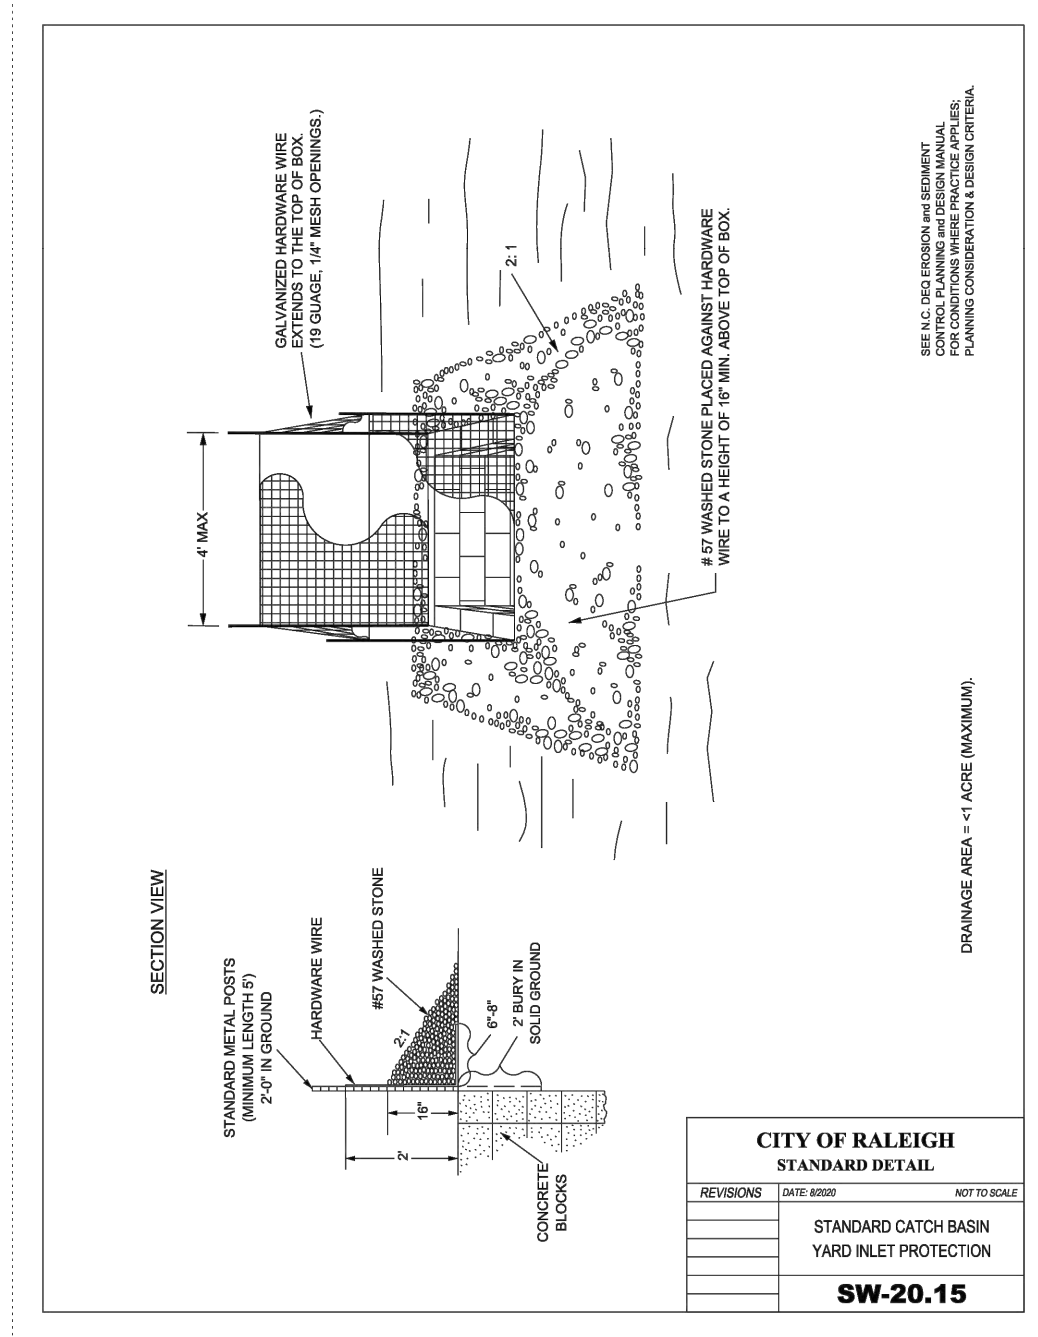 SECTION VIEW
STANDARD METAL POSTS
(MINIMUM LENGTH 5')
2'-0" IN GROUND
HARDWARE WIRE
#57 WASHED STONE
2:1
16"
2'
6"-8"
2' BURY IN
SOLID GROUND
CONCRETE
BLOCKS
4' MAX
GALVANIZED HARDWARE WIRE
EXTENDS TO THE TOP OF BOX.
(19 GUAGE, 1/4" MESH OPENINGS.)
2: 1
# 57 WASHED STONE PLACED AGAINST HARDWARE
WIRE TO A HEIGHT OF 16" MIN. ABOVE TOP OF BOX.
DRAINAGE AREA = <1 ACRE (MAXIMUM).
SEE N.C. DEQ EROSION and SEDIMENT
CONTROL PLANNING and DESIGN MANUAL
FOR CONDITIONS WHERE PRACTICE APPLIES;
PLANNING CONSIDERATION & DESIGN CRITERIA.
CITY OF RALEIGH
STANDARD DETAIL
REVISIONS
DATE: 8/2020
NOT TO SCALE
STANDARD CATCH BASIN
YARD INLET PROTECTION
SW-20.15